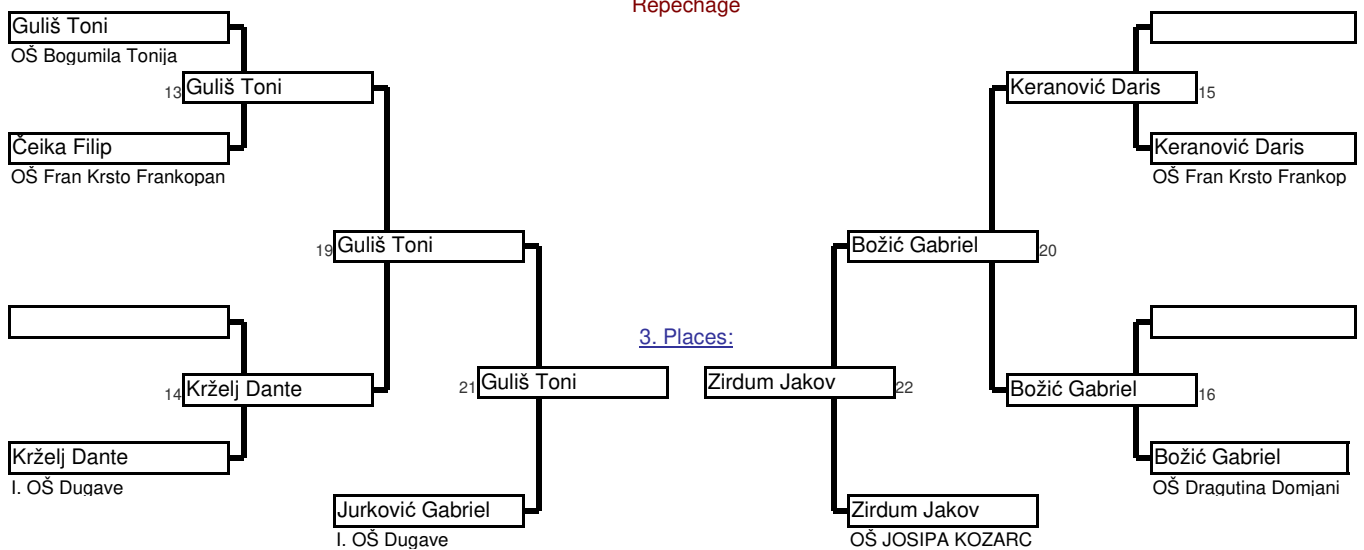 Repechage
Guliš Toni
OŠ Bogumila Tonija
13 Guliš Toni
Keranović Daris 15
Čeika Filip
OŠ Fran Krsto Frankopan
Keranović Daris
OŠ Fran Krsto Frankop
19 Guliš Toni
Božić Gabriel 20
3. Places:
14 Krželj Dante
21 Guliš Toni
Zirdum Jakov 22
Božić Gabriel 16
Krželj Dante
I. OŠ Dugave
Božić Gabriel
OŠ Dragutina Domjani
Jurković Gabriel
I. OŠ Dugave
Zirdum Jakov
OŠ JOSIPA KOZARC